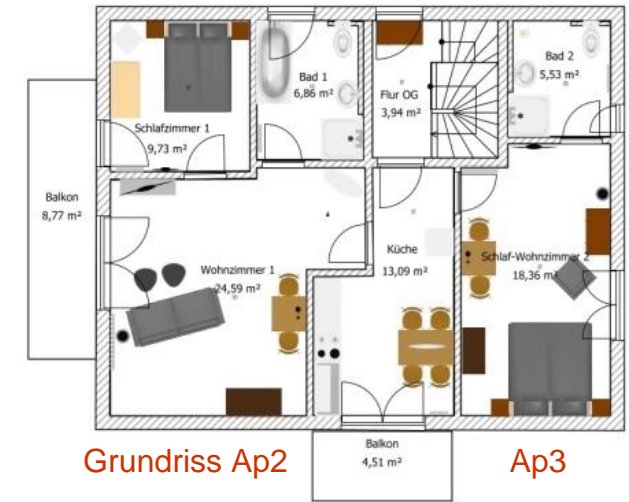 Bad 1
6,86 m²
Flur OG
3,94 m²
Bad 2
5,53 m²
Schlafzimmer 1
9,73 m²
Balkon
8,77 m²
Wohnzimmer 1
24,59 m²
Küche
13,09 m²
Schlaf-Wohnzimmer 2
18,36 m²
Balkon
4,51 m²
Grundriss Ap2
Ap3